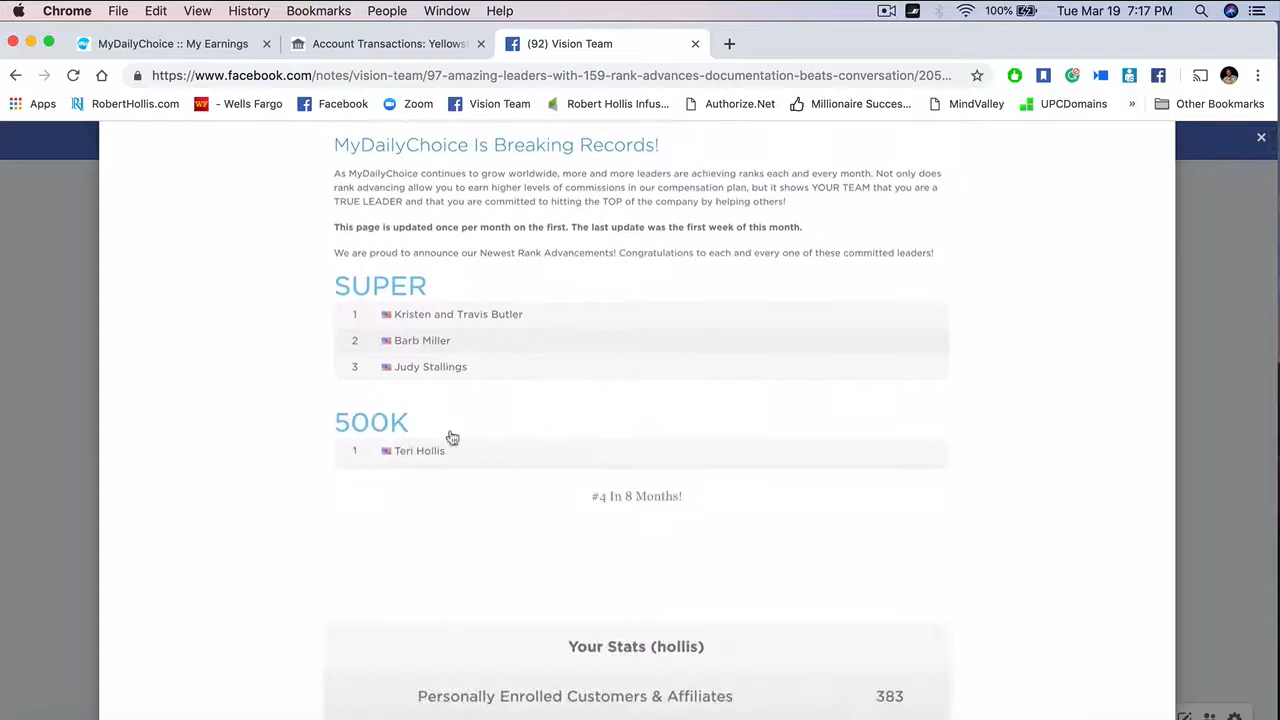 Chrome File Edit View History Bookmarks People Window Help 100% Tue Mar 19 7:17 PM
MyDailyChoice :: My Earnings Account Transactions: Yellows (92) Vision Team
https://www.facebook.com/notes/vision-team/97-amazing-leaders-with-159-rank-advances-documentation-beats-conversation/205...
Apps RobertHollis.com - Wells Fargo Facebook Zoom Vision Team Robert Hollis Infus... Authorize.Net Millionaire Succes... MindValley UPCDomains » Other Bookmarks
MyDailyChoice Is Breaking Records!
As MyDailyChoice continues to grow worldwide, more and more leaders are achieving ranks each and every month. Not only does
rank advancing allow you to earn higher levels of commissions in our compensation plan, but it shows YOUR TEAM that you are a
TRUE LEADER and that you are committed to hitting the TOP of the company by helping others!
This page is updated once per month on the first. The last update was the first week of this month.
We are proud to announce our Newest Rank Advancements! Congratulations to each and every one of these committed leaders!
SUPER
1 Kristen and Travis Butler
2 Barb Miller
3 Judy Stallings
500K
1 Teri Hollis
#4 In 8 Months!
Your Stats (hollis)
Personally Enrolled Customers & Affiliates 383